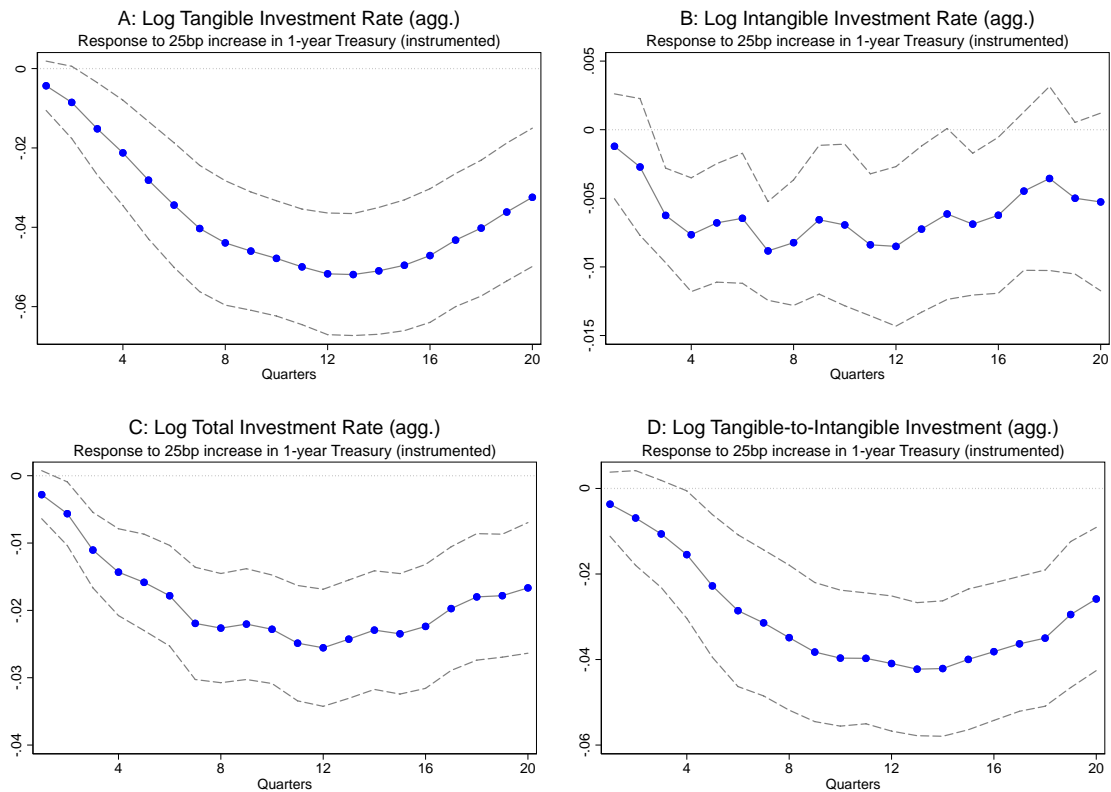 A: Log Tangible Investment Rate (agg.)
Response to 25bp increase in 1-year Treasury (instrumented)
0
-.02
-.04
-.06
4 8 12 16 20
Quarters
B: Log Intangible Investment Rate (agg.)
Response to 25bp increase in 1-year Treasury (instrumented)
.005
0
-.005
-.01
-.015
4 8 12 16 20
Quarters
C: Log Total Investment Rate (agg.)
Response to 25bp increase in 1-year Treasury (instrumented)
0
-.01
-.02
-.03
-.04
4 8 12 16 20
Quarters
D: Log Tangible-to-Intangible Investment (agg.)
Response to 25bp increase in 1-year Treasury (instrumented)
0
-.02
-.04
-.06
4 8 12 16 20
Quarters